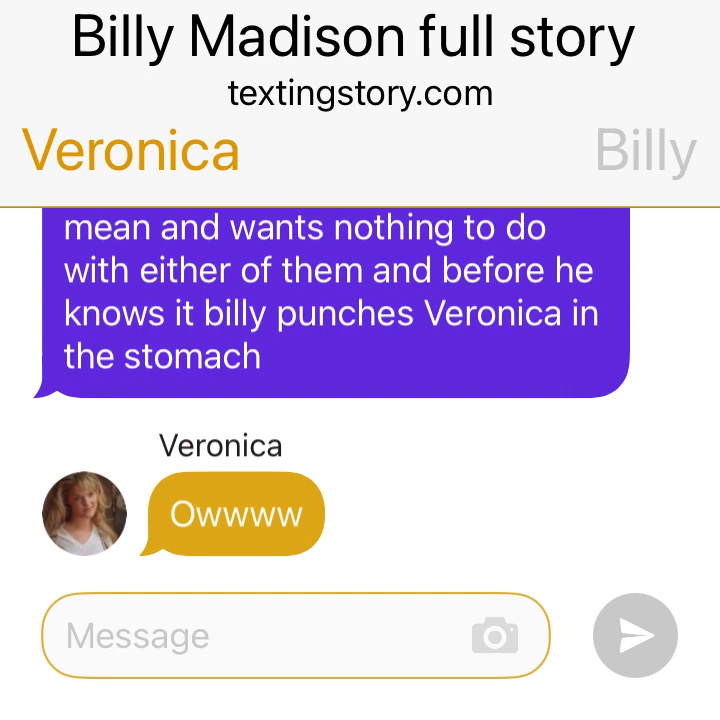 Billy Madison full story
textingstory.com
Veronica
Billy
mean and wants nothing to do
with either of them and before he
knows it billy punches Veronica in
the stomach
Veronica
Owwww
Message